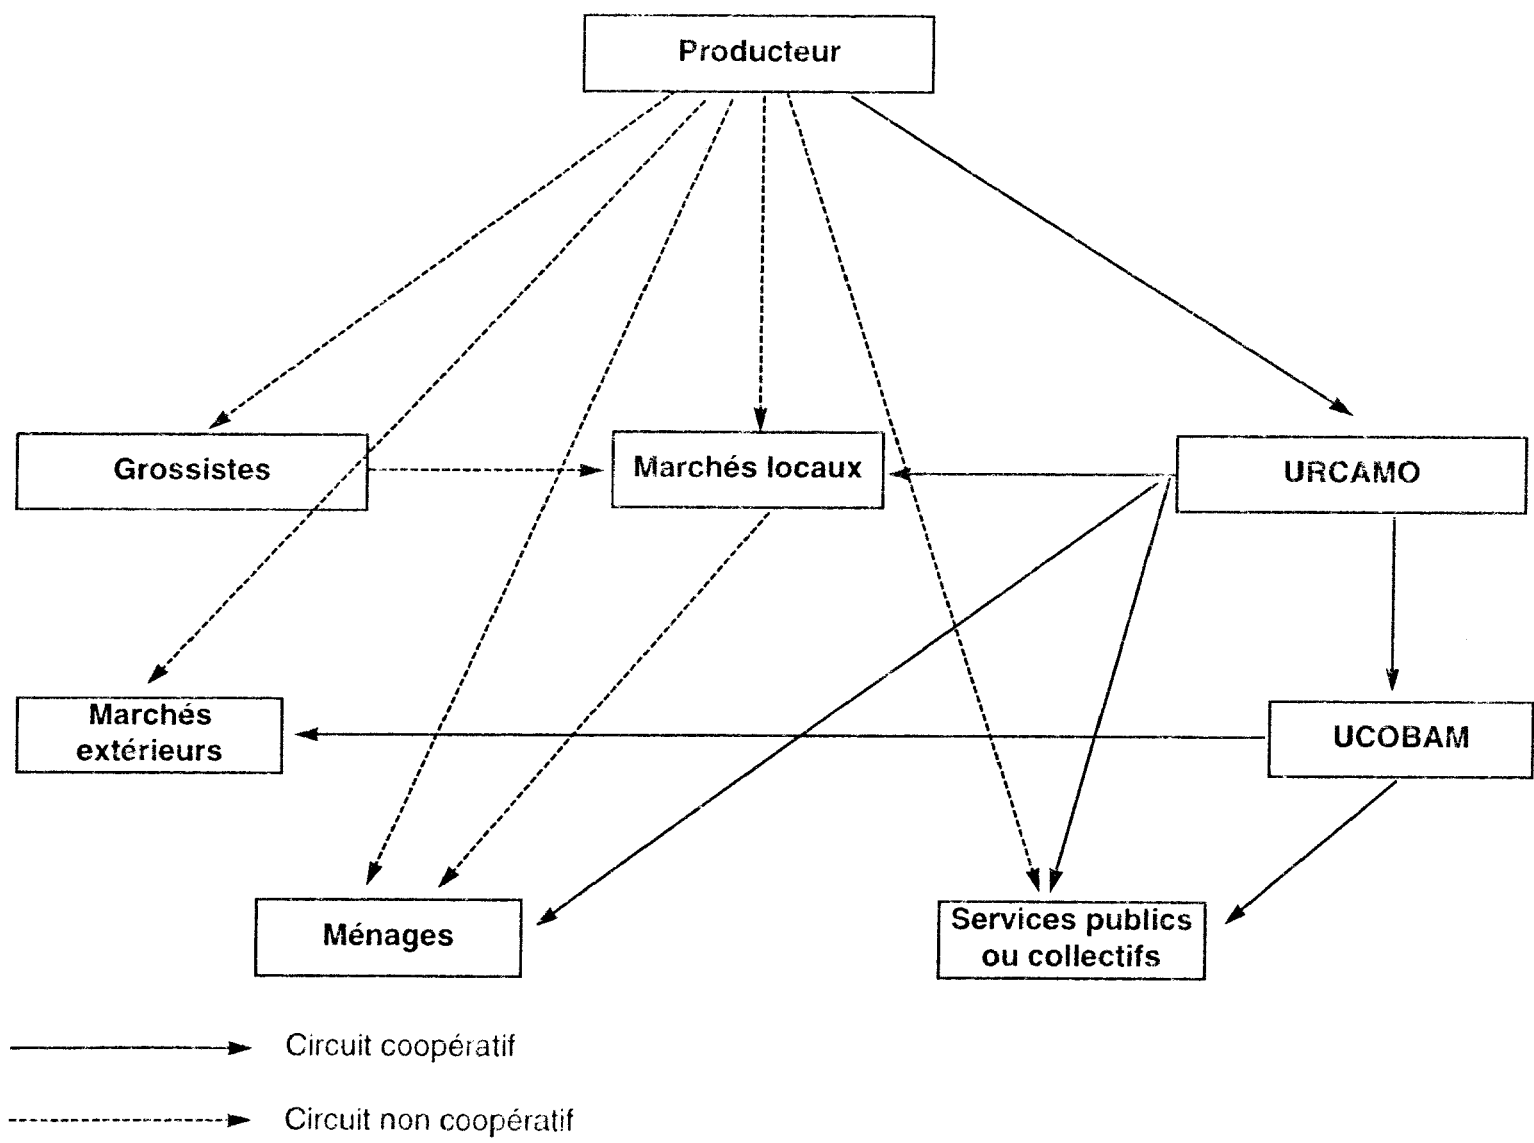 Producteur
Grossistes
Marchés locaux
URCAMO
Marchés
extérieurs
UCOBAM
Ménages
Services publics
ou collectifs
Circuit coopératif
Circuit non coopératif